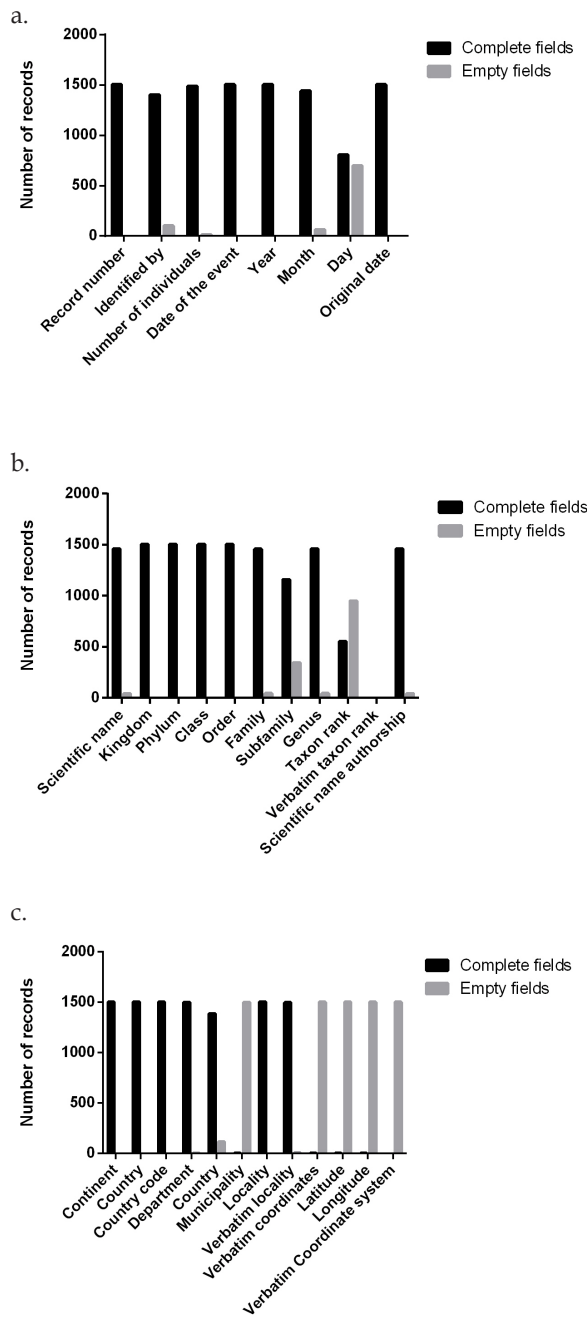 a.
2000
1500
1000
500
0
Number of records
Complete fields
Empty fields
Record number
Identified by
Number of individuals
Date of the event
Year
Month
Day
Original date
b.
2000
1500
1000
500
0
Number of records
Complete fields
Empty fields
Scientific name
Kingdom
Phylum
Class
Order
Family
Subfamily
Genus
Taxon rank
Verbatim taxon rank
Scientific name authorship
c.
2000
1500
1000
500
0
Number of records
Complete fields
Empty fields
Continent
Country
Country code
Department
Country
Municipality
Locality
Verbatim locality
Verbatim coordinates
Latitude
Longitude
Verbatim Coordinate system